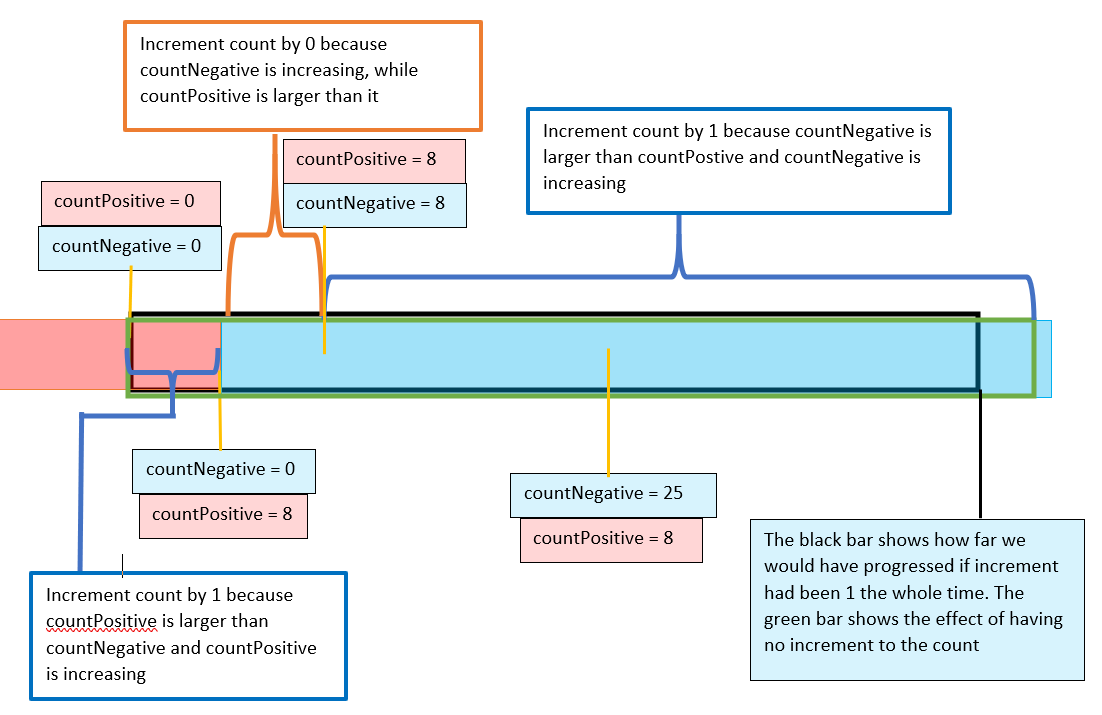 Increment count by 0 because
countNegative is increasing, while
countPositive is larger than it
Increment count by 1 because countNegative is
larger than countPostive and countNegative is
increasing
countPositive = 8
countNegative = 8
countPositive = 0
countNegative = 0
countNegative = 0
countPositive = 8
countNegative = 25
countPositive = 8
The black bar shows how far we
would have progressed if increment
had been 1 the whole time. The
green bar shows the effect of having
no increment to the count
Increment count by 1 because
countPositive is larger than
countNegative and countPositive
is increasing